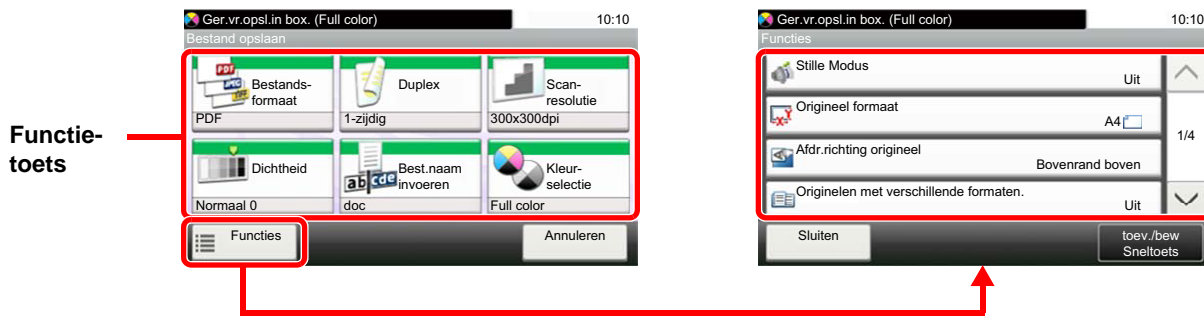 Functie-
toets
Ger.vr.opsl.in box. (Full color) 10:10
Bestand opslaan
Bestands-
formaat
PDF
Duplex
1-zijdig
Scan-
resolutie
300x300dpi
Dichtheid
Normaal 0
Best.naam
invoeren
doc
Kleur-
selectie
Full color
Functies
Annuleren
Ger.vr.opsl.in box. (Full color) 10:10
Functies
Stille Modus
Uit
Origineel formaat
A4
Afdr.richting origineel
Bovenrand boven
Originelen met verschillende formaten.
Uit
1/4
Sluiten
toev./bew
Sneltoets